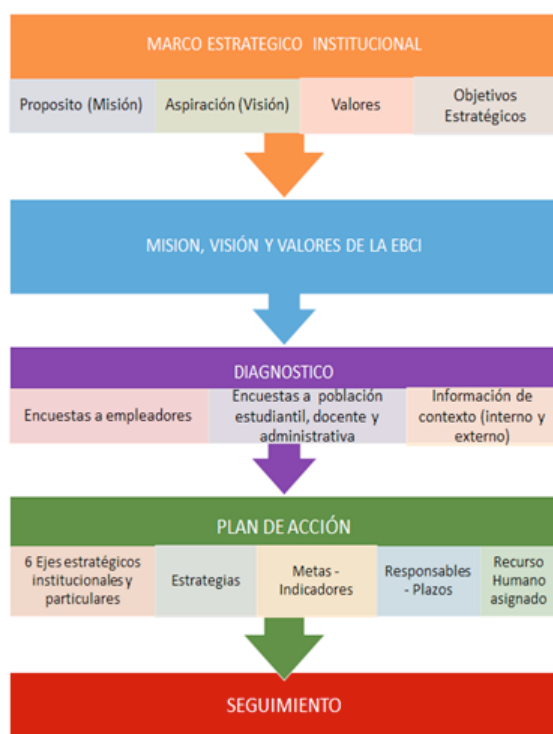 MARCO ESTRATEGICO INSTITUCIONAL
Proposito (Misión)
Aspiración (Visión)
Valores
Objetivos
Estratégicos
MISION, VISIÓN Y VALORES DE LA EBCI
DIAGNOSTICO
Encuestas a empleadores
Encuestas a población
estudiantil, docente y
administrativa
Información de
contexto (interno y
externo)
PLAN DE ACCIÓN
6 Ejes estratégicos
institucionales y
particulares
Estrategias
Metas -
Indicadores
Responsables
- Plazos
Recurso
Humano
asignado
SEGUIMIENTO